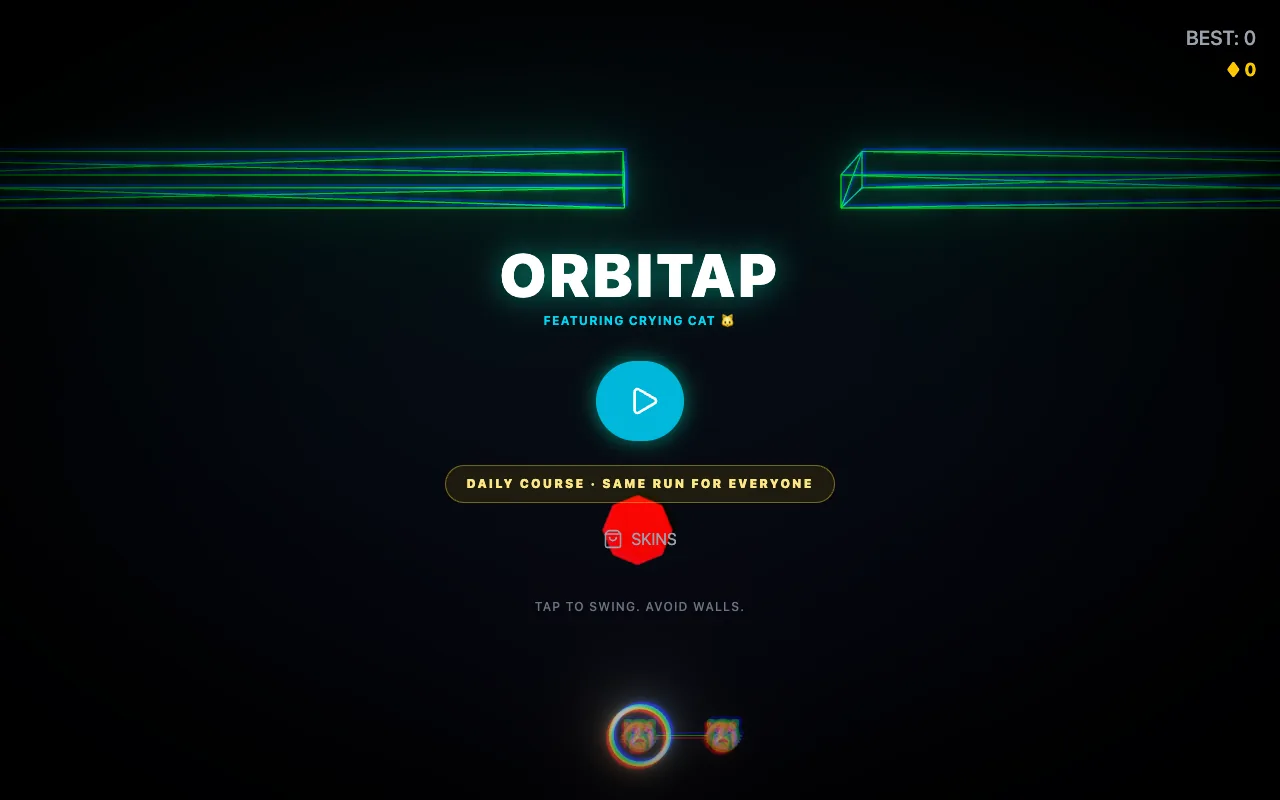 BEST: 0
0
ORBITAP
FEATURING CRYING CAT 🐱
DAILY COURSE · SAME RUN FOR EVERYONE
SKINS
TAP TO SWING. AVOID WALLS.